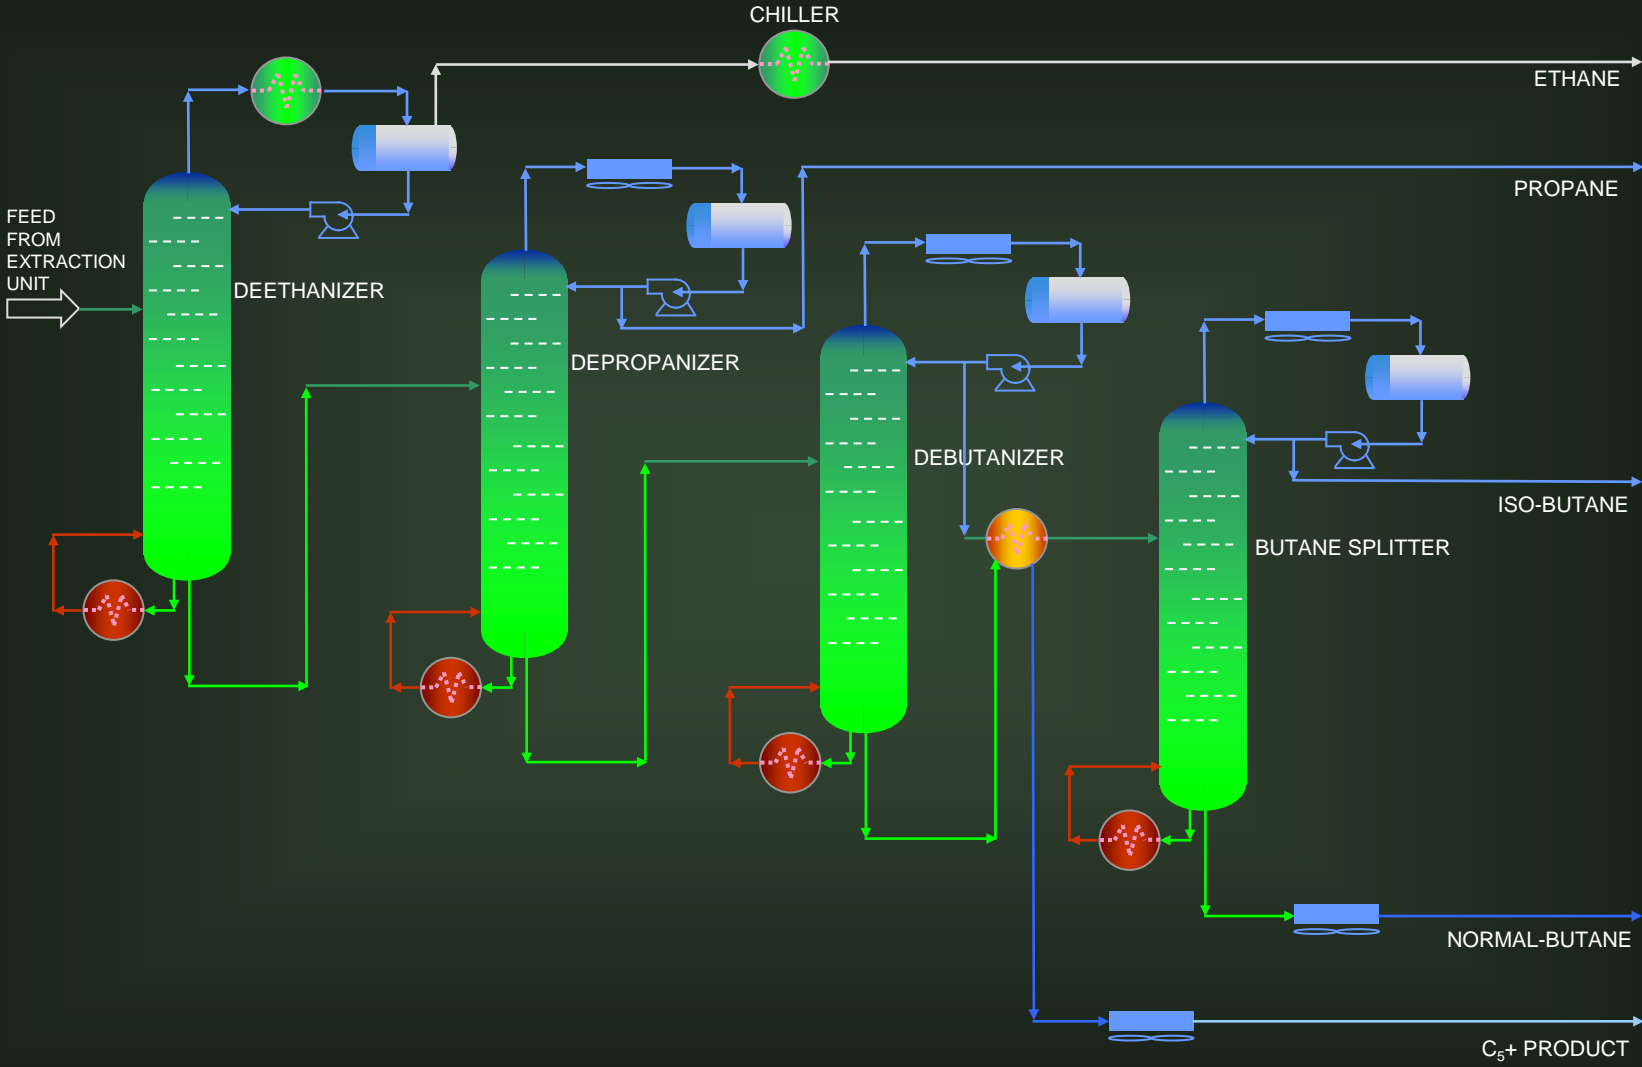 CHILLER
ETHANE
PROPANE
FEED
FROM
EXTRACTION
UNIT
DEETHANIZER
DEPROPANIZER
DEBUTANIZER
ISO-BUTANE
BUTANE SPLITTER
NORMAL-BUTANE
C₅+ PRODUCT